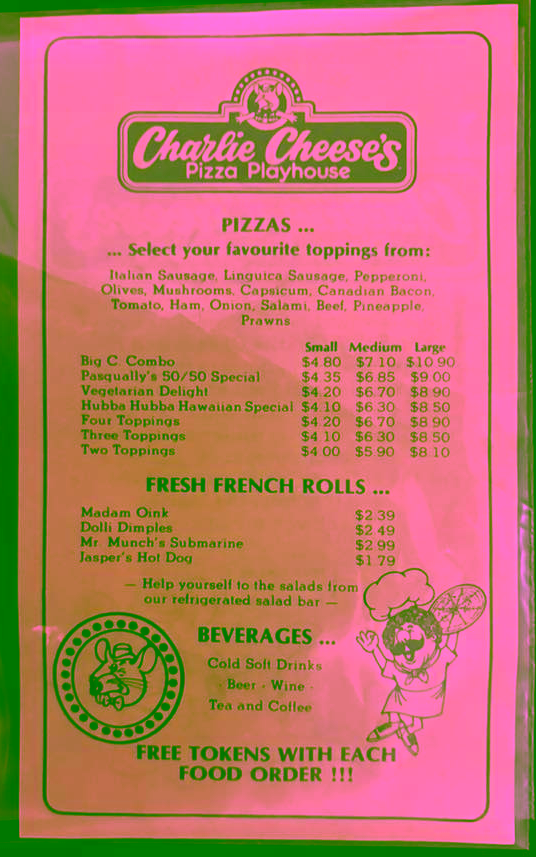 Charlie Cheese's
Pizza Playhouse
PIZZAS ...
... Select your favourite toppings from:
Italian Sausage, Linguica Sausage, Pepperoni,
Olives, Mushrooms, Capsicum, Canadian Bacon,
Tomato, Ham, Onion, Salami, Beef, Pineapple,
Prawns
Small Medium Large
Big C. Combo $4 80 $7 10 $10 90
Pasqually's 50/50 Special $4 35 $6 85 $9 00
Vegetarian Delight $4 20 $6 70 $8 90
Hubba Hubba Hawaiian Special $4 10 $6 30 $8 50
Four Toppings $4 20 $6 70 $8 90
Three Toppings $4 10 $6 30 $8 50
Two Toppings $4 00 $5 90 $8 10
FRESH FRENCH ROLLS ...
Madam Oink $2 39
Dolli Dimples $2 49
Mr. Munch's Submarine $2 99
Jasper's Hot Dog $1 79
— Help yourself to the salads from
our refrigerated salad bar —
BEVERAGES ...
Cold Soft Drinks
· Beer · Wine ·
Tea and Coffee
FREE TOKENS WITH EACH
FOOD ORDER !!!